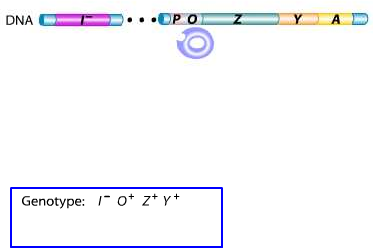 DNA I⁻ P O Z Y A
Genotype: I⁻ O⁺ Z⁺ Y⁺